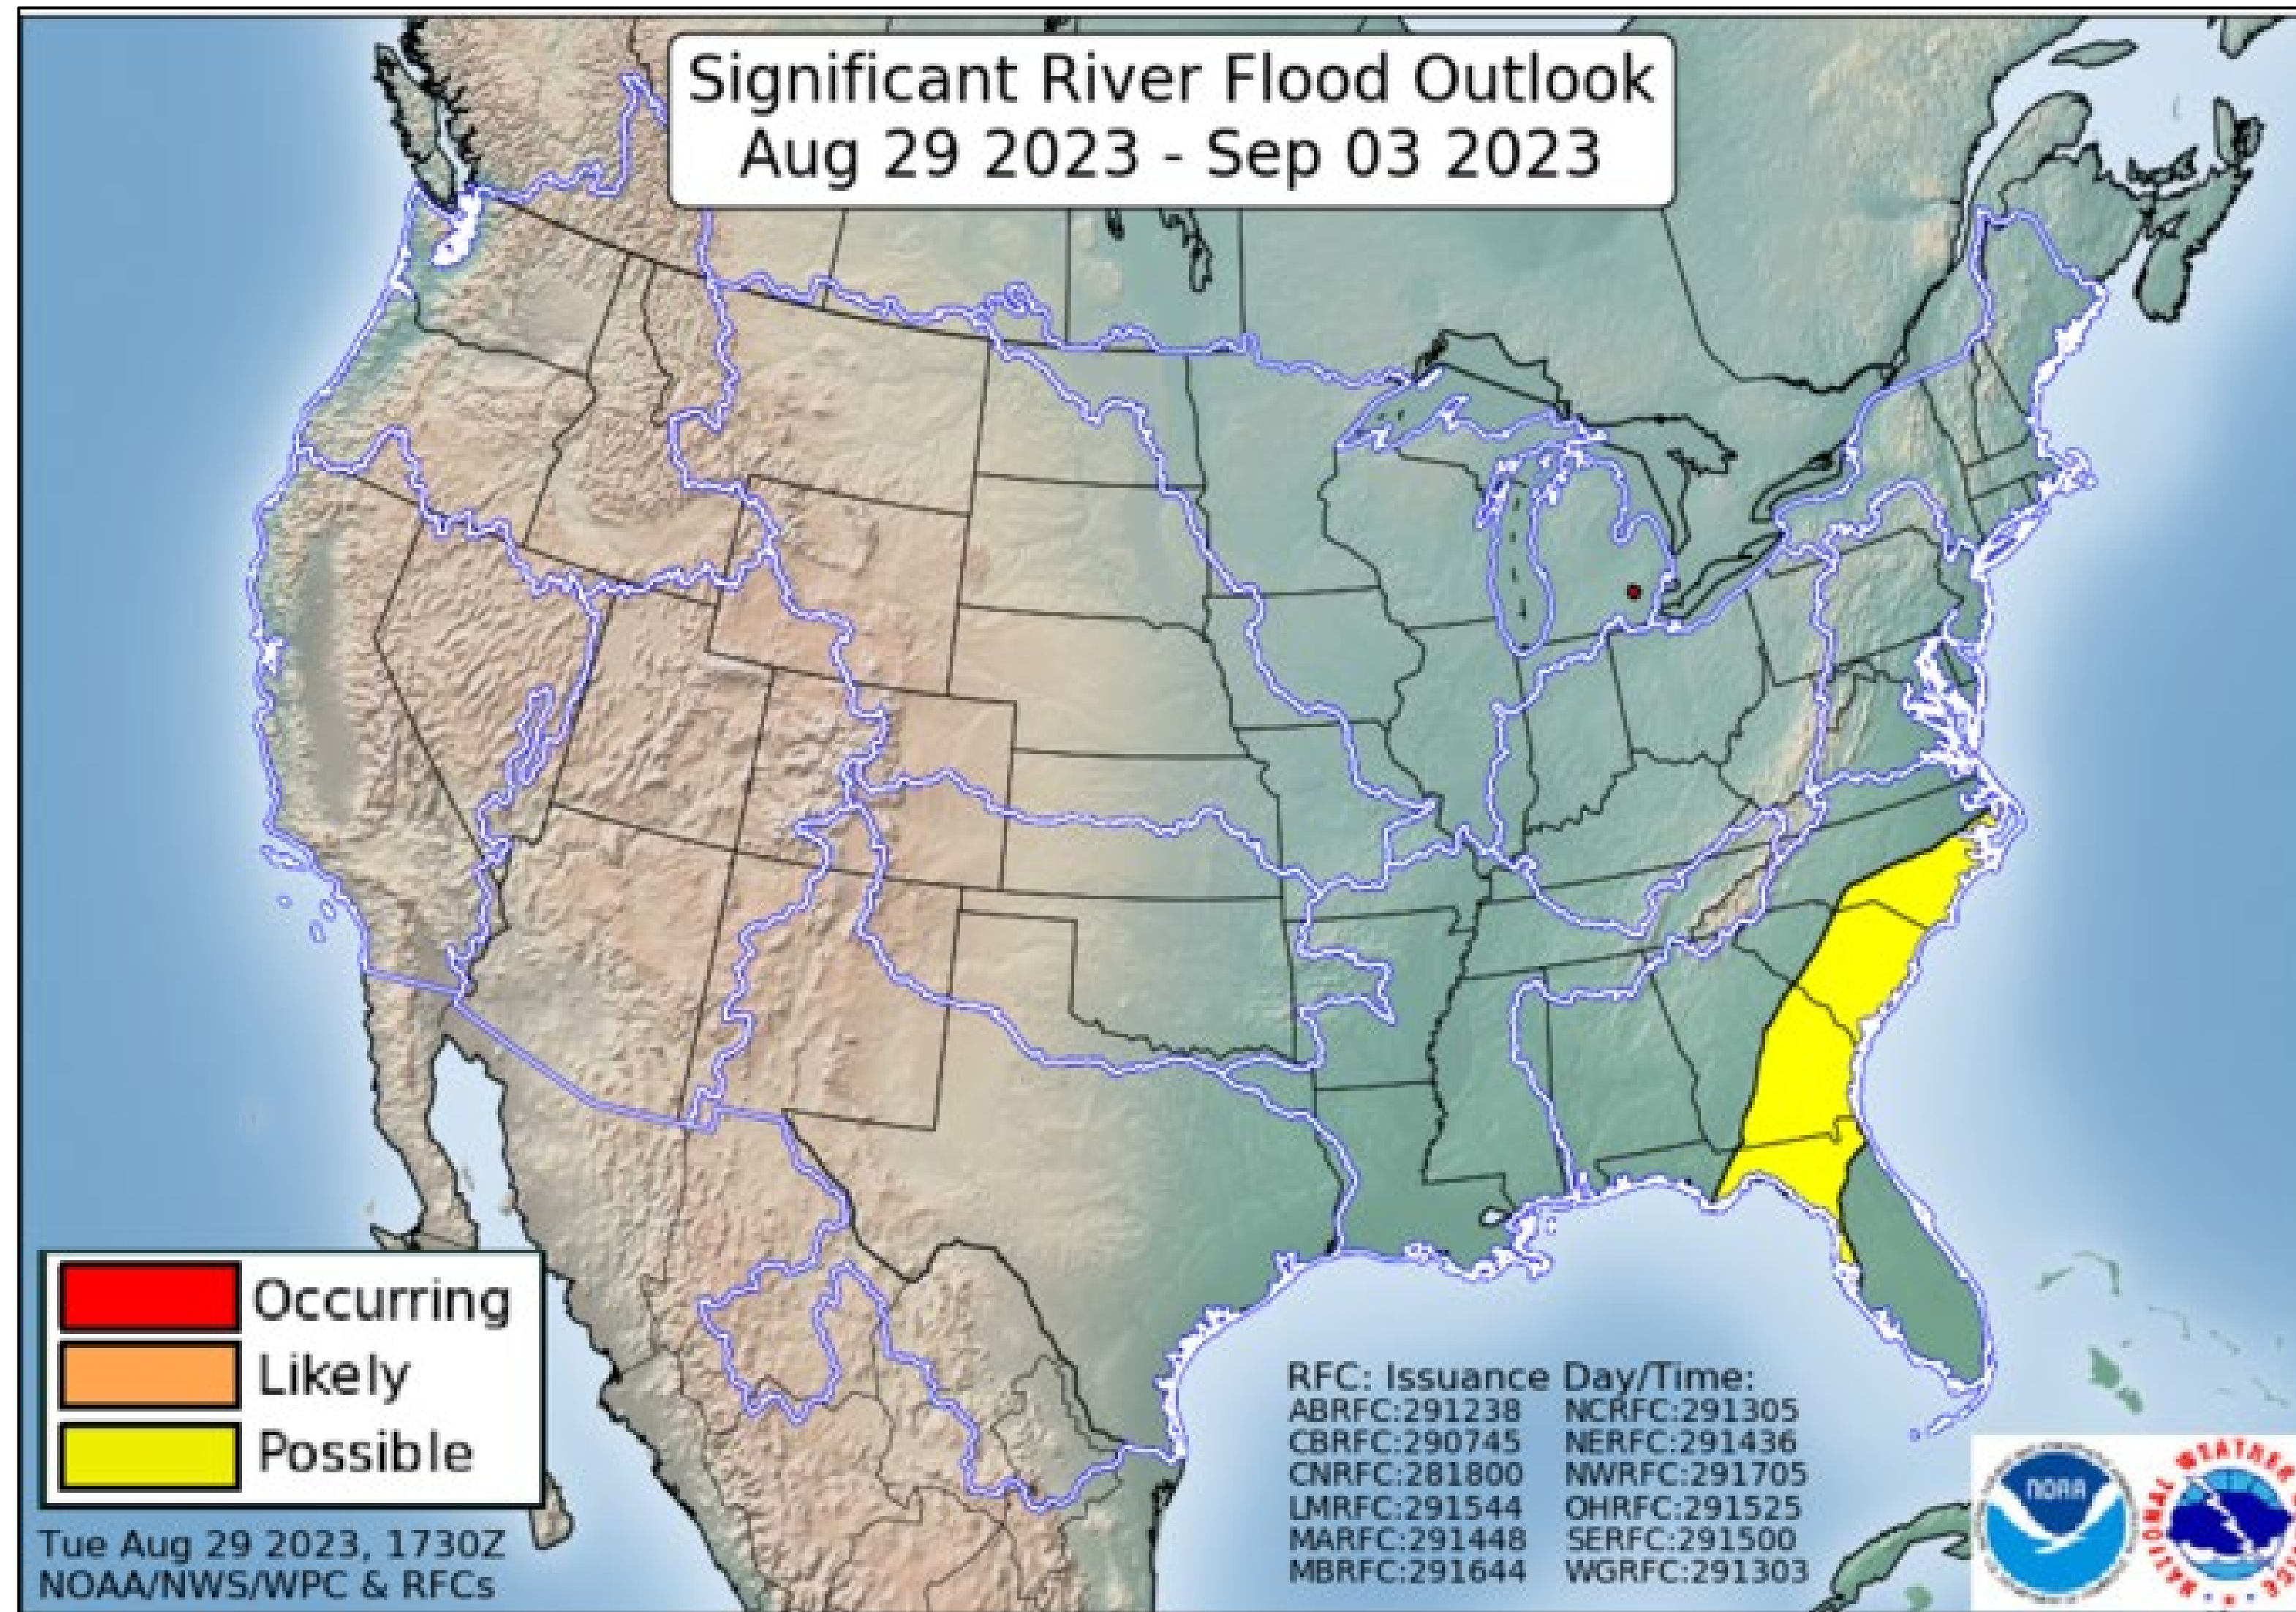 Significant River Flood Outlook
Aug 29 2023 - Sep 03 2023
Occurring
Likely
Possible
Tue Aug 29 2023, 1730Z
NOAA/NWS/WPC & RFCs
RFC: Issuance Day/Time:
ABRFC:291238 NCRFC:291305
CBRFC:290745 NERFC:291436
CNRFC:281800 NWRFC:291705
LMRFC:291544 OHRFC:291525
MARFC:291448 SERFC:291500
MBRFC:291644 WGRFC:291303
NOAA
NATIONAL WEATHER